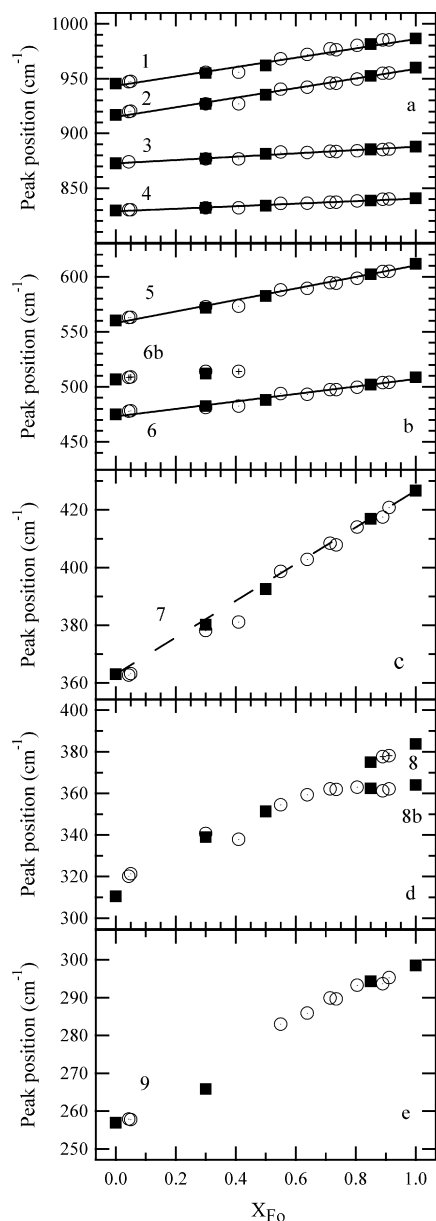 1000
950
900
850
Peak position (cm⁻¹)
1
2
3
4
a
600
550
500
450
Peak position (cm⁻¹)
5
6b
6
b
420
400
380
360
Peak position (cm⁻¹)
7
c
400
380
360
340
320
300
Peak position (cm⁻¹)
8
8b
d
300
290
280
270
260
250
Peak position (cm⁻¹)
9
e
0.0 0.2 0.4 0.6 0.8 1.0
X_Fo